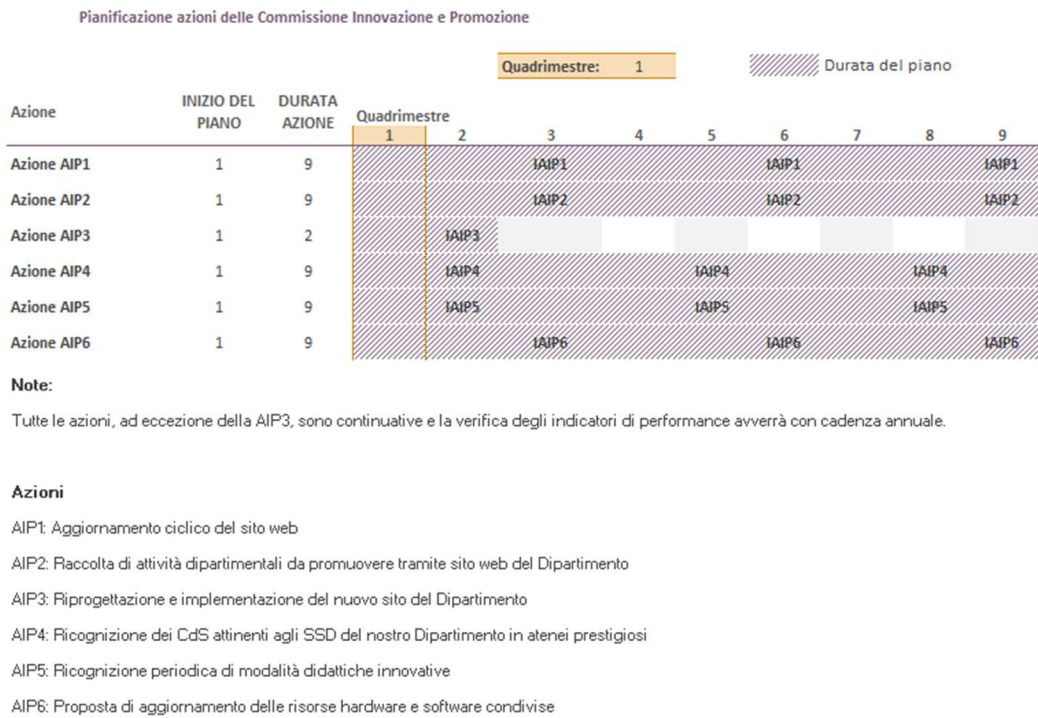 Pianificazione azioni delle Commissione Innovazione e Promozione
Quadrimestre: 1 Durata del piano
Azione INIZIO DEL PIANO DURATA AZIONE Quadrimestre
1 2 3 4 5 6 7 8 9
Azione AIP1 1 9 IAIP1 IAIP1 IAIP1
Azione AIP2 1 9 IAIP2 IAIP2 IAIP2
Azione AIP3 1 2 IAIP3
Azione AIP4 1 9 IAIP4 IAIP4 IAIP4
Azione AIP5 1 9 IAIP5 IAIP5 IAIP5
Azione AIP6 1 9 IAIP6 IAIP6 IAIP6
Note:
Tutte le azioni, ad eccezione della AIP3, sono continuative e la verifica degli indicatori di performance avverrà con cadenza annuale.
Azioni
AIP1: Aggiornamento ciclico del sito web
AIP2: Raccolta di attività dipartimentali da promuovere tramite sito web del Dipartimento
AIP3: Riprogettazione e implementazione del nuovo sito del Dipartimento
AIP4: Ricognizione dei CdS attinenti agli SSD del nostro Dipartimento in atenei prestigiosi
AIP5: Ricognizione periodica di modalità didattiche innovative
AIP6: Proposta di aggiornamento delle risorse hardware e software condivise